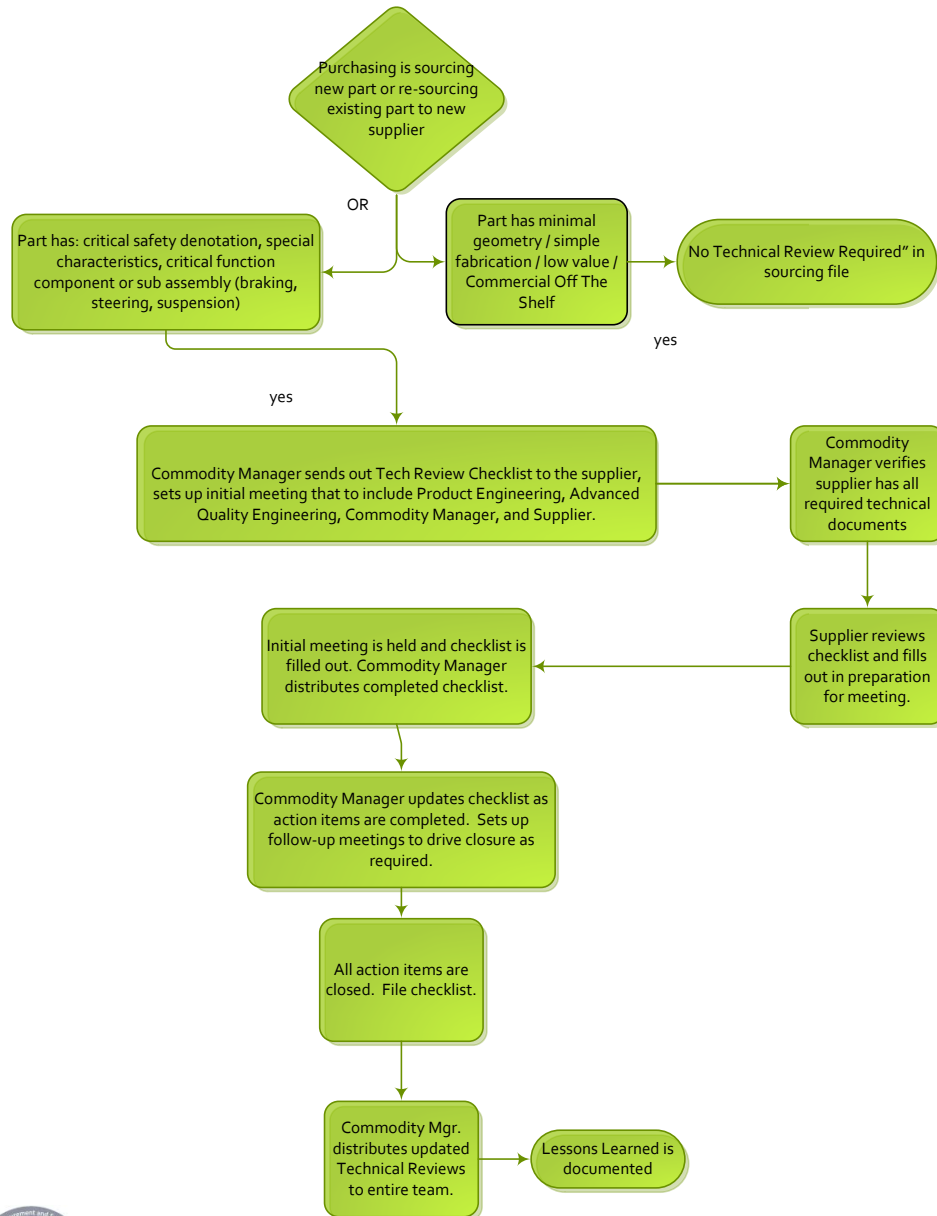 Purchasing is sourcing
new part or re-sourcing
existing part to new
supplier
OR
Part has: critical safety denotation, special
characteristics, critical function
component or sub assembly (braking,
steering, suspension)
Part has minimal
geometry / simple
fabrication / low value /
Commercial Off The
Shelf
No Technical Review Required” in
sourcing file
yes
yes
Commodity Manager sends out Tech Review Checklist to the supplier,
sets up initial meeting that to include Product Engineering, Advanced
Quality Engineering, Commodity Manager, and Supplier.
Commodity
Manager verifies
supplier has all
required technical
documents
Supplier reviews
checklist and fills
out in preparation
for meeting.
Initial meeting is held and checklist is
filled out. Commodity Manager
distributes completed checklist.
Commodity Manager updates checklist as
action items are completed.  Sets up
follow-up meetings to drive closure as
required.
All action items are
closed.  File checklist.
Commodity Mgr.
distributes updated
Technical Reviews
to entire team.
Lessons Learned is
documented